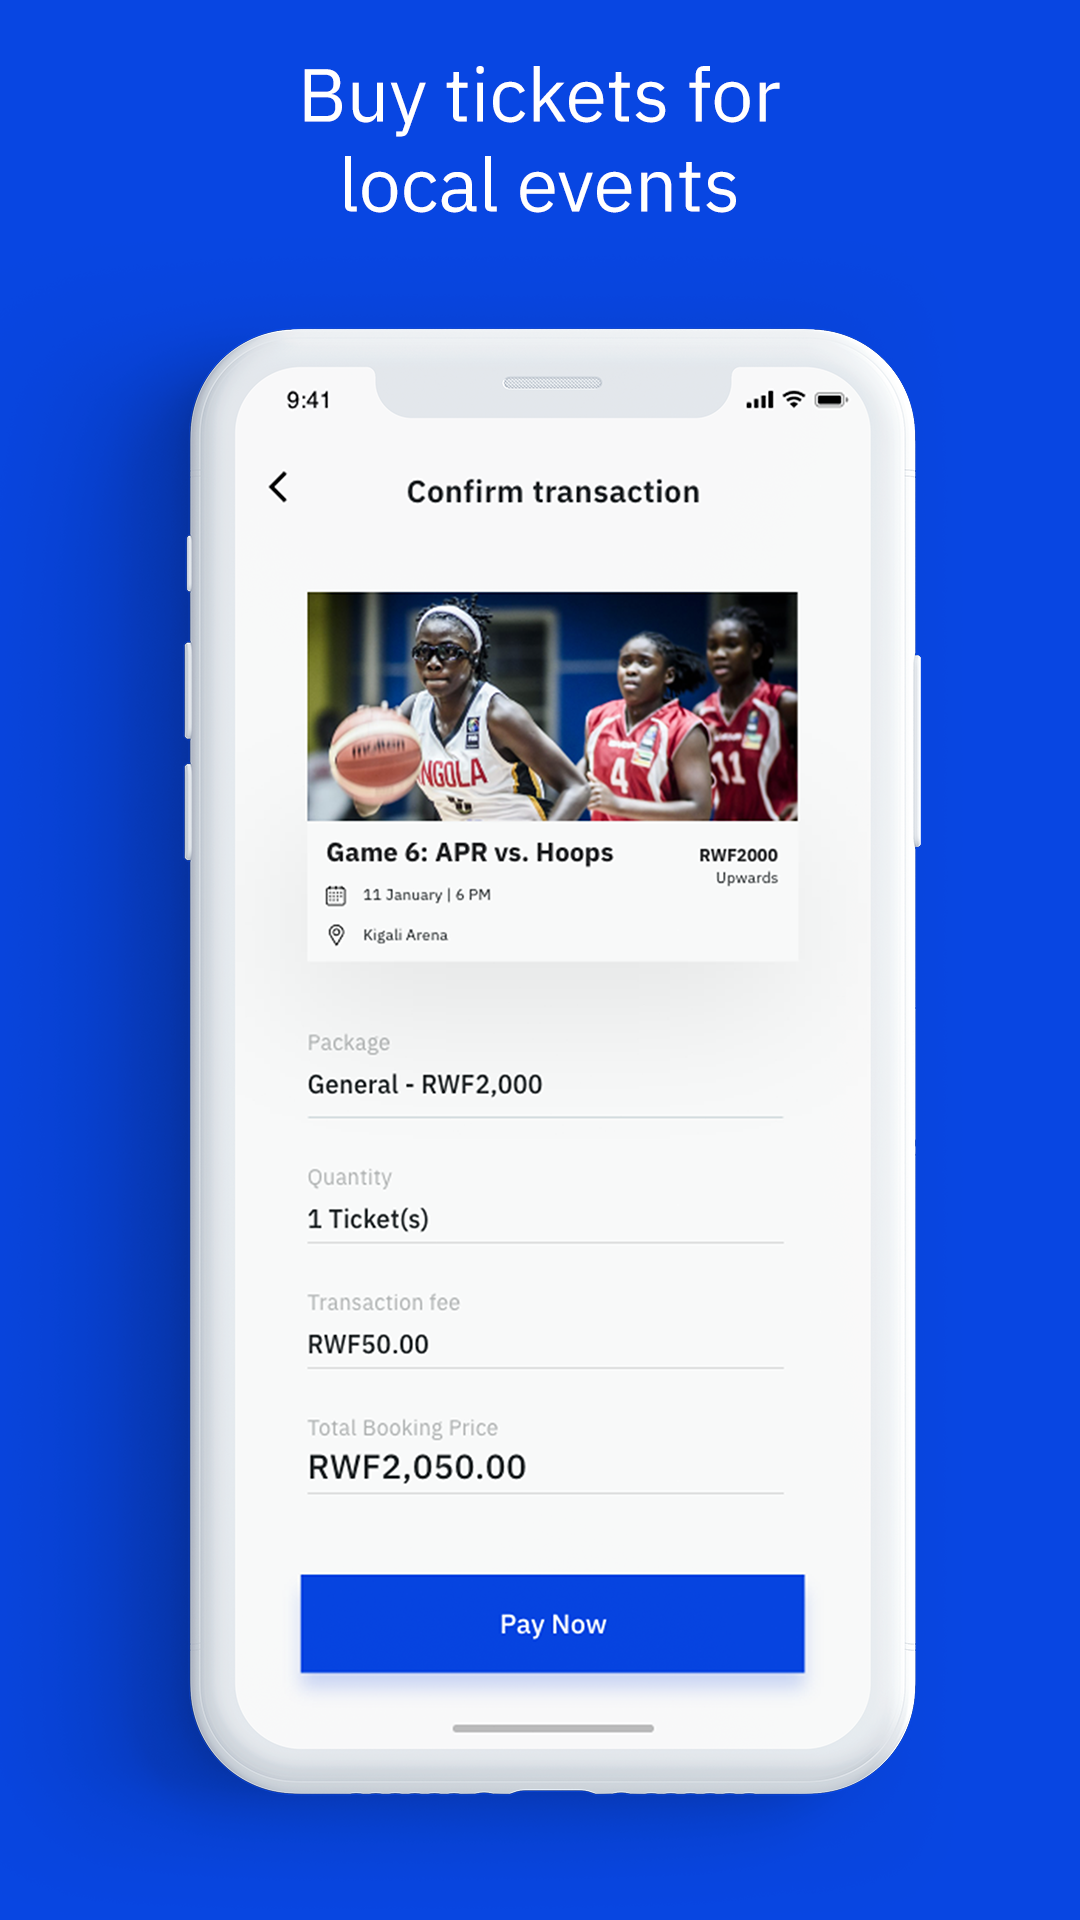 Buy tickets for
local events
9:41
Confirm transaction
molten
NGOLA
4
11
Game 6: APR vs. Hoops
RWF2000
Upwards
11 January | 6 PM
Kigali Arena
Package
General - RWF2,000
Quantity
1 Ticket(s)
Transaction fee
RWF50.00
Total Booking Price
RWF2,050.00
Pay Now